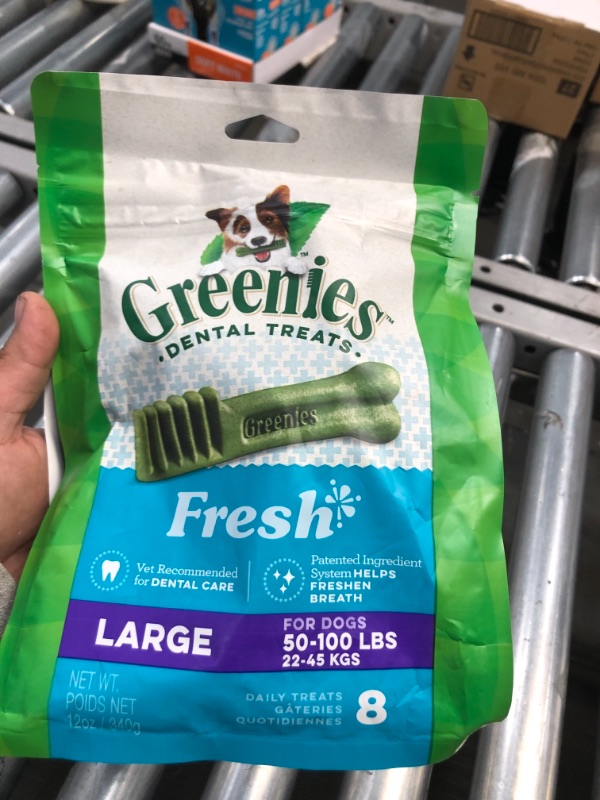 Greenies™
•DENTAL TREATS•
Greenies
Fresh
Vet Recommended
for DENTAL CARE
Patented Ingredient
System HELPS
FRESHEN
BREATH
LARGE
FOR DOGS
50-100 LBS
22-45 KGS
NET WT.
POIDS NET
12oz / 340g
DAILY TREATS
GÂTERIES
QUOTIDIENNES
8